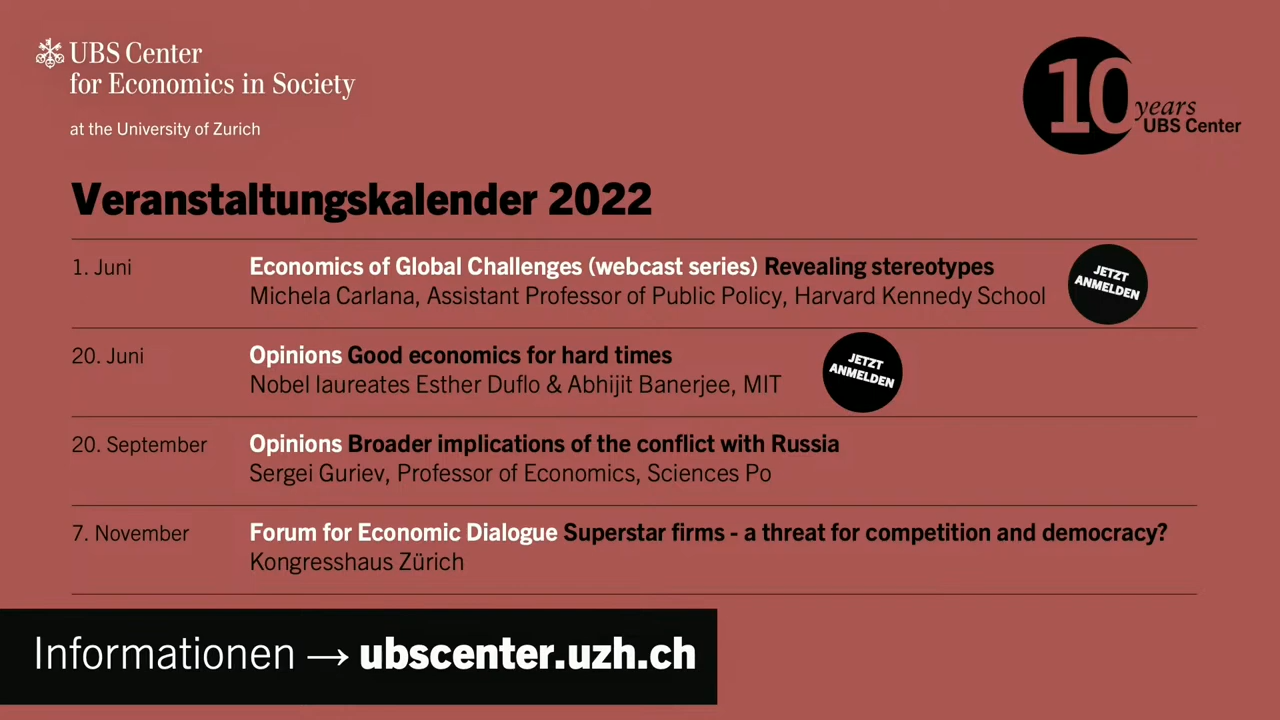 UBS Center
for Economics in Society
at the University of Zurich
10 years
UBS Center
Veranstaltungskalender 2022
1. Juni
Economics of Global Challenges (webcast series) Revealing stereotypes
Michela Carlana, Assistant Professor of Public Policy, Harvard Kennedy School
JETZT
ANMELDEN
20. Juni
Opinions Good economics for hard times
Nobel laureates Esther Duflo & Abhijit Banerjee, MIT
JETZT
ANMELDEN
20. September
Opinions Broader implications of the conflict with Russia
Sergei Guriev, Professor of Economics, Sciences Po
7. November
Forum for Economic Dialogue Superstar firms - a threat for competition and democracy?
Kongresshaus Zürich
Informationen → ubscenter.uzh.ch